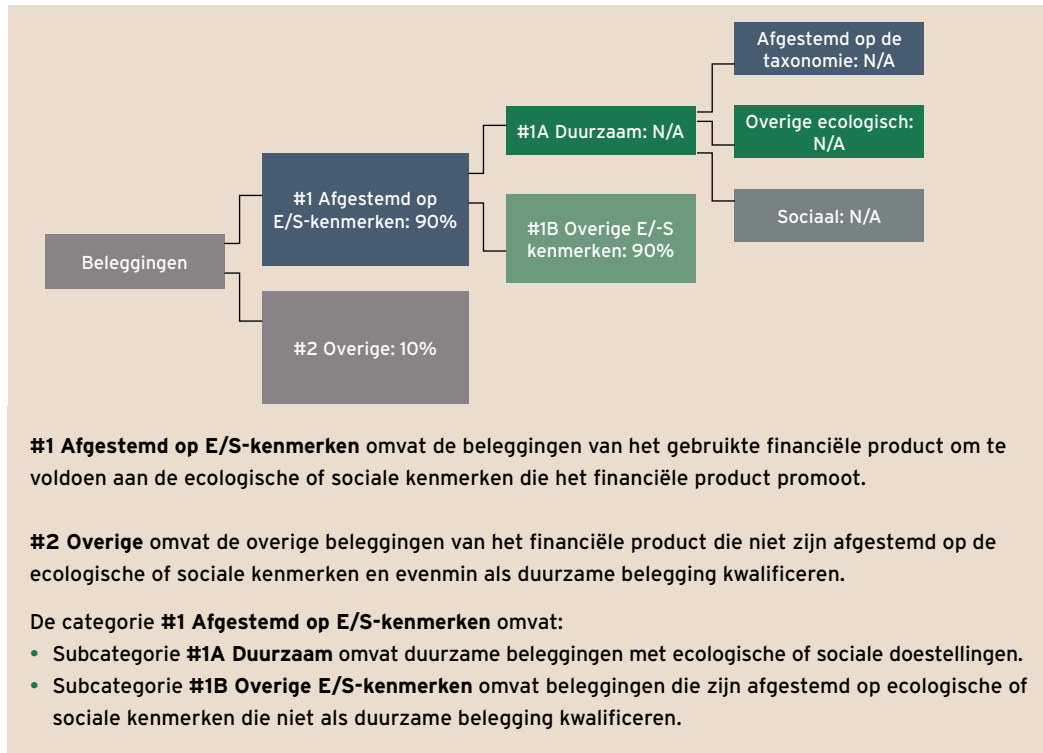 Afgestemd op de
taxonomie: N/A
#1A Duurzaam: N/A
Overige ecologisch:
N/A
#1 Afgestemd op
E/S-kenmerken: 90%
Sociaal: N/A
#1B Overige E/-S
kenmerken: 90%
Beleggingen
#2 Overige: 10%
#1 Afgestemd op E/S-kenmerken omvat de beleggingen van het gebruikte financiële product om te
voldoen aan de ecologische of sociale kenmerken die het financiële product promoot.
#2 Overige omvat de overige beleggingen van het financiële product die niet zijn afgestemd op de
ecologische of sociale kenmerken en evenmin als duurzame belegging kwalificeren.
De categorie #1 Afgestemd op E/S-kenmerken omvat:
• Subcategorie #1A Duurzaam omvat duurzame beleggingen met ecologische of sociale doestellingen.
• Subcategorie #1B Overige E/S-kenmerken omvat beleggingen die zijn afgestemd op ecologische of
sociale kenmerken die niet als duurzame belegging kwalificeren.